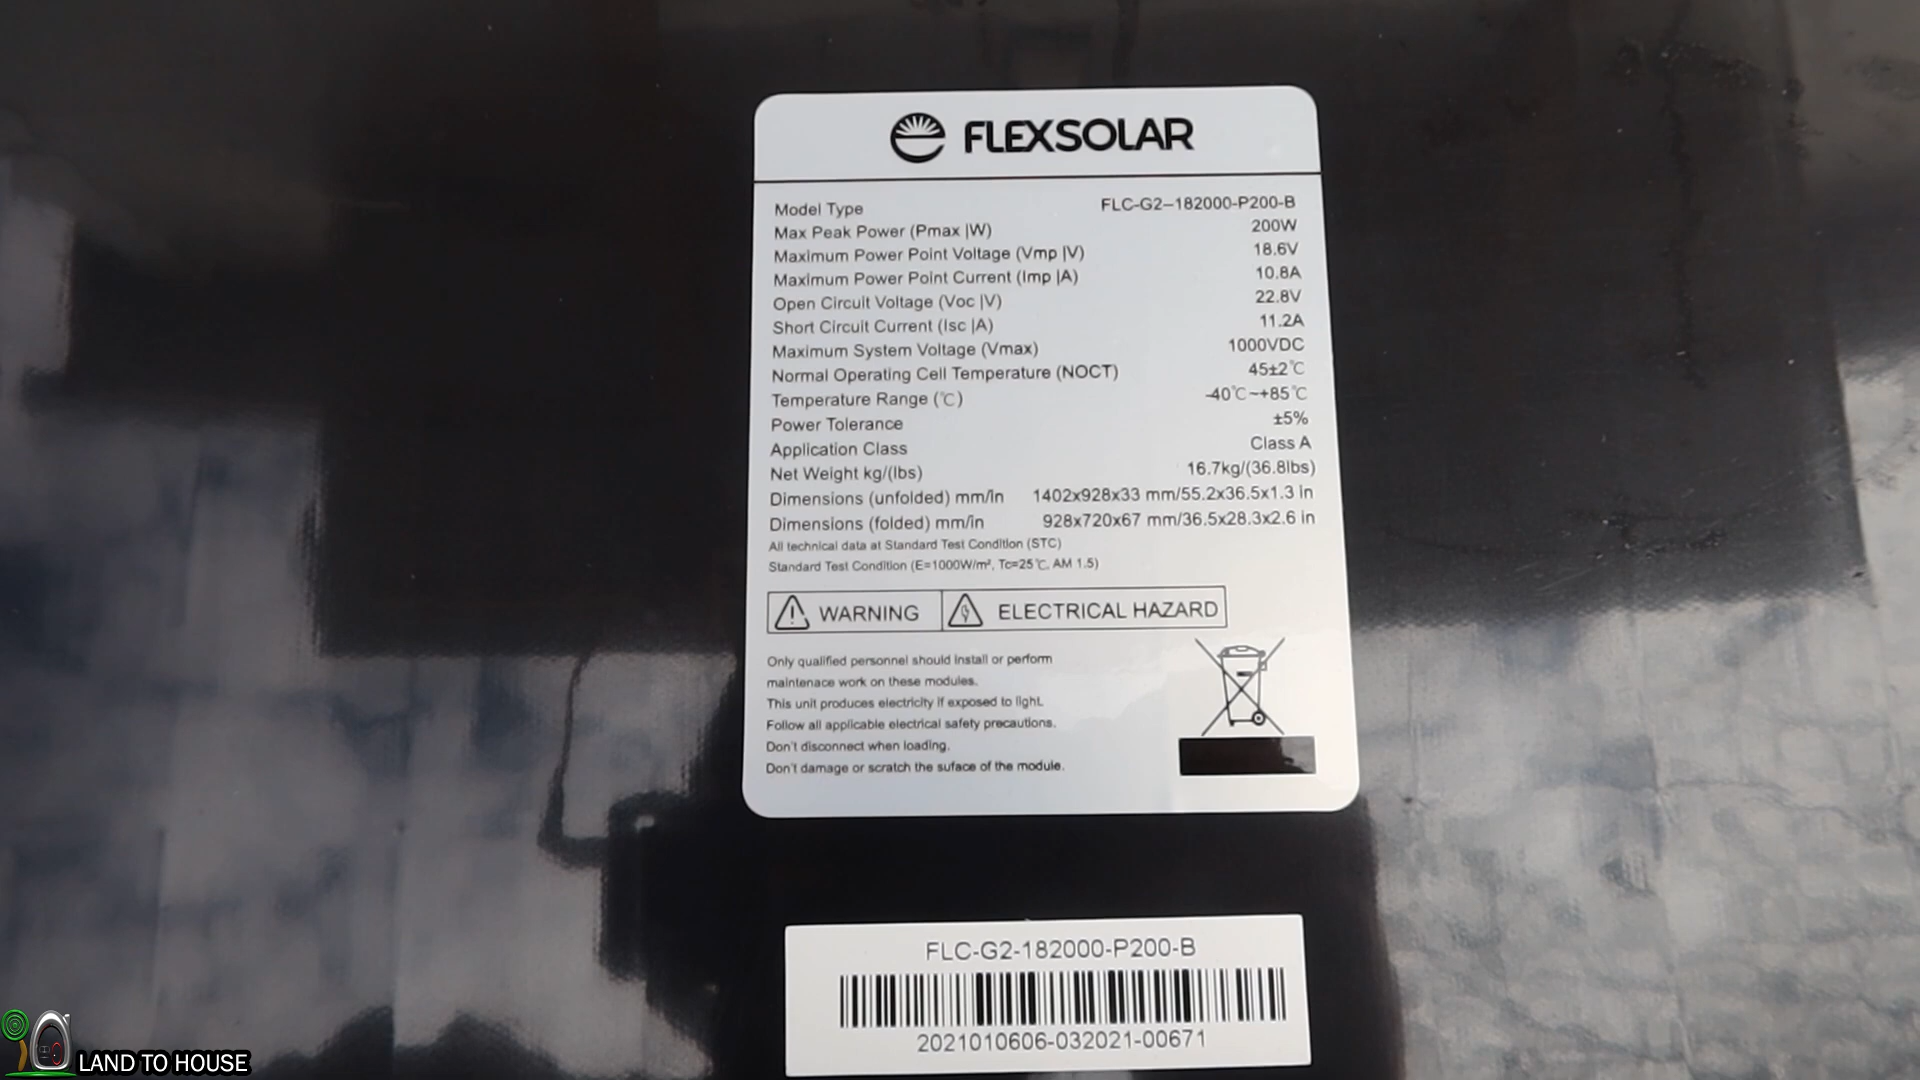 FLEXSOLAR
Model Type FLC-G2-182000-P200-B
Max Peak Power (Pmax |W) 200W
Maximum Power Point Voltage (Vmp |V) 18.6V
Maximum Power Point Current (Imp |A) 10.8A
Open Circuit Voltage (Voc |V) 22.8V
Short Circuit Current (Isc |A) 11.2A
Maximum System Voltage (Vmax) 1000VDC
Normal Operating Cell Temperature (NOCT) 45±2℃
Temperature Range (℃) -40℃~+85℃
Power Tolerance ±5%
Application Class Class A
Net Weight kg/(lbs) 16.7kg/(36.8lbs)
Dimensions (unfolded) mm/in 1402x928x33 mm/55.2x36.5x1.3 in
Dimensions (folded) mm/in 928x720x67 mm/36.5x28.3x2.6 in
All technical data at Standard Test Condition (STC)
Standard Test Condition (E=1000W/m², Tc=25℃, AM 1.5)
WARNING ELECTRICAL HAZARD
Only qualified personnel should install or perform
maintenace work on these modules.
This unit produces electricity if exposed to light.
Follow all applicable electrical safety precautions.
Don't disconnect when loading.
Don't damage or scratch the suface of the module.
FLC-G2-182000-P200-B
2021010606-032021-00671
LAND TO HOUSE